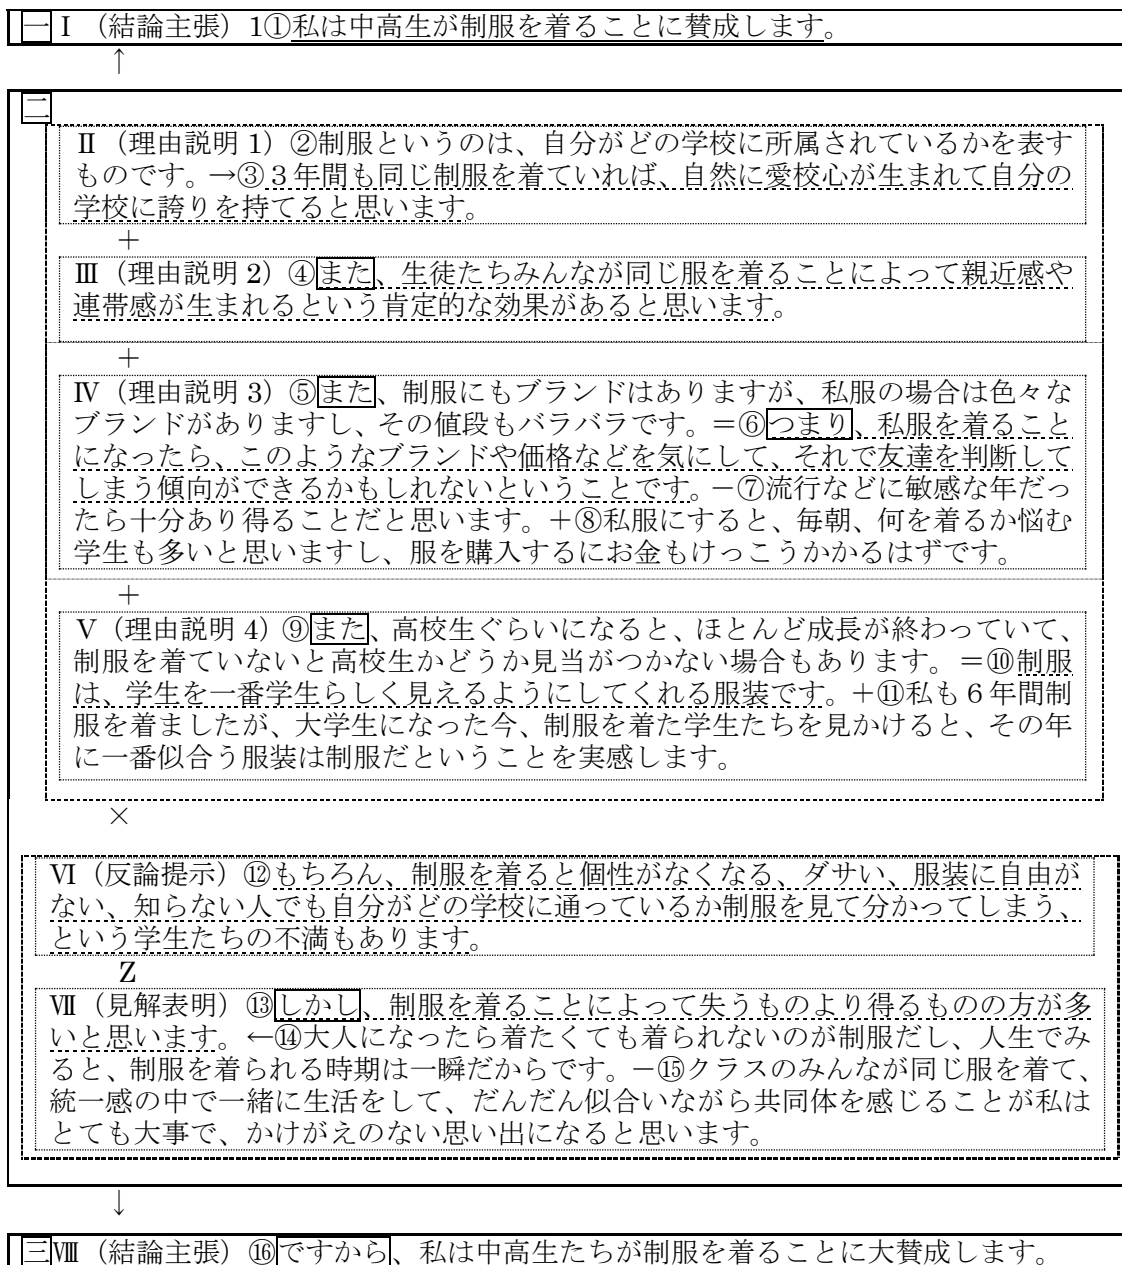 一Ⅰ（結論主張）1①私は中高生が制服を着ることに賛成します。
↑
二
Ⅱ（理由説明 1）②制服というのは、自分がどの学校に所属されているかを表す
ものです。→③３年間も同じ制服を着ていれば、自然に愛校心が生まれて自分の
学校に誇りを持てると思います。
＋
Ⅲ（理由説明 2）④また、生徒たちみんなが同じ服を着ることによって親近感や
連帯感が生まれるという肯定的な効果があると思います。
＋
Ⅳ（理由説明 3）⑤また、制服にもブランドはありますが、私服の場合は色々な
ブランドがありますし、その値段もバラバラです。＝⑥つまり、私服を着ること
になったら、このようなブランドや価格などを気にして、それで友達を判断して
しまう傾向ができるかもしれないということです。－⑦流行などに敏感な年だっ
たら十分あり得ることだと思います。＋⑧私服にすると、毎朝、何を着るか悩む
学生も多いと思いますし、服を購入するにお金もけっこうかかるはずです。
＋
Ⅴ（理由説明 4）⑨また、高校生ぐらいになると、ほとんど成長が終わっていて、
制服を着ていないと高校生かどうか見当がつかない場合もあります。＝⑩制服
は、学生を一番学生らしく見えるようにしてくれる服装です。＋⑪私も６年間制
服を着ましたが、大学生になった今、制服を着た学生たちを見かけると、その年
に一番似合う服装は制服だということを実感します。
×
Ⅵ（反論提示）⑫もちろん、制服を着ると個性がなくなる、ダサい、服装に自由が
ない、知らない人でも自分がどの学校に通っているか制服を見て分かってしまう、
という学生たちの不満もあります。
Z
Ⅶ（見解表明）⑬しかし、制服を着ることによって失うものより得るものの方が多
いと思います。←⑭大人になったら着たくても着られないのが制服だし、人生でみ
ると、制服を着られる時期は一瞬だからです。－⑮クラスのみんなが同じ服を着て、
統一感の中で一緒に生活をして、だんだん似合いながら共同体を感じることが私は
とても大事で、かけがえのない思い出になると思います。
↓
三Ⅷ（結論主張）⑯ですから、私は中高生たちが制服を着ることに大賛成します。